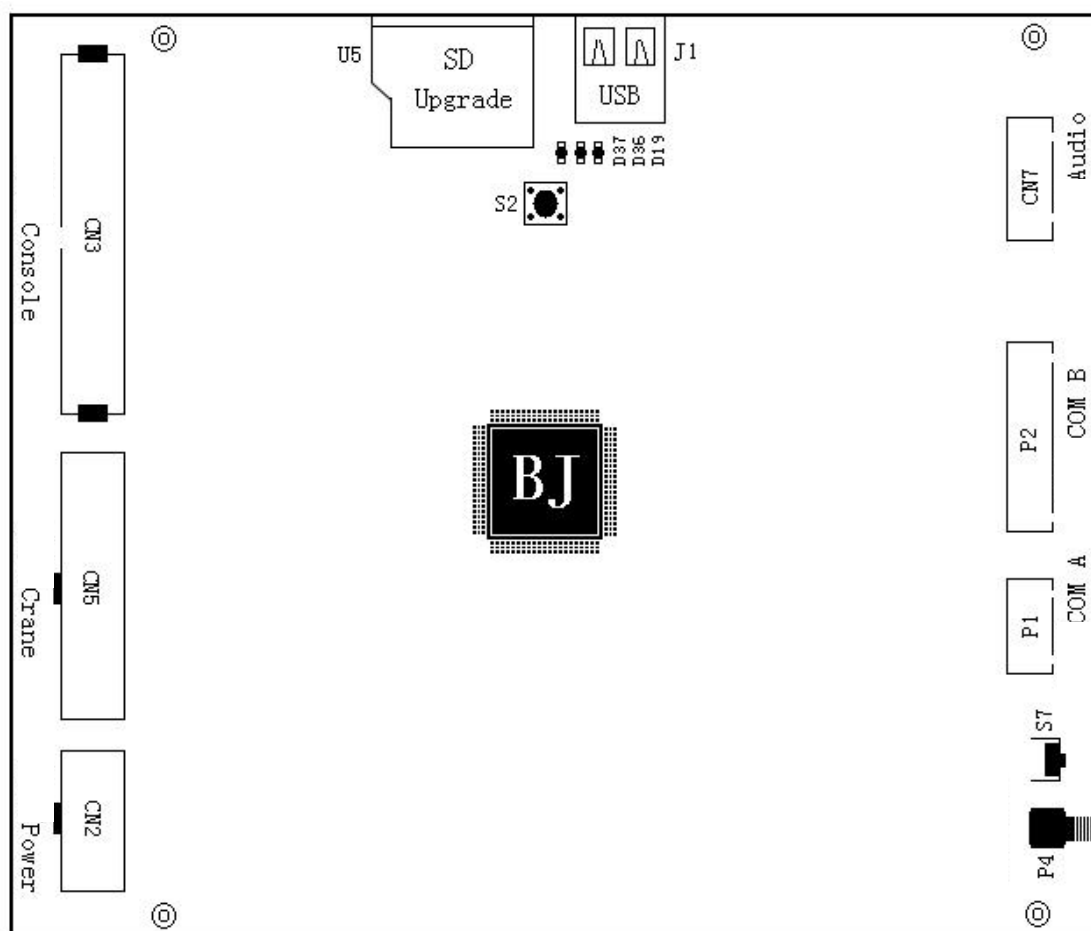 U5
SD
Upgrade
USB
J1
D37
D36
D19
S2
Console
CN3
CN7
Audio
BJ
P2
COM B
Crane
CN5
P1
COM A
S7
Power
CN2
P4